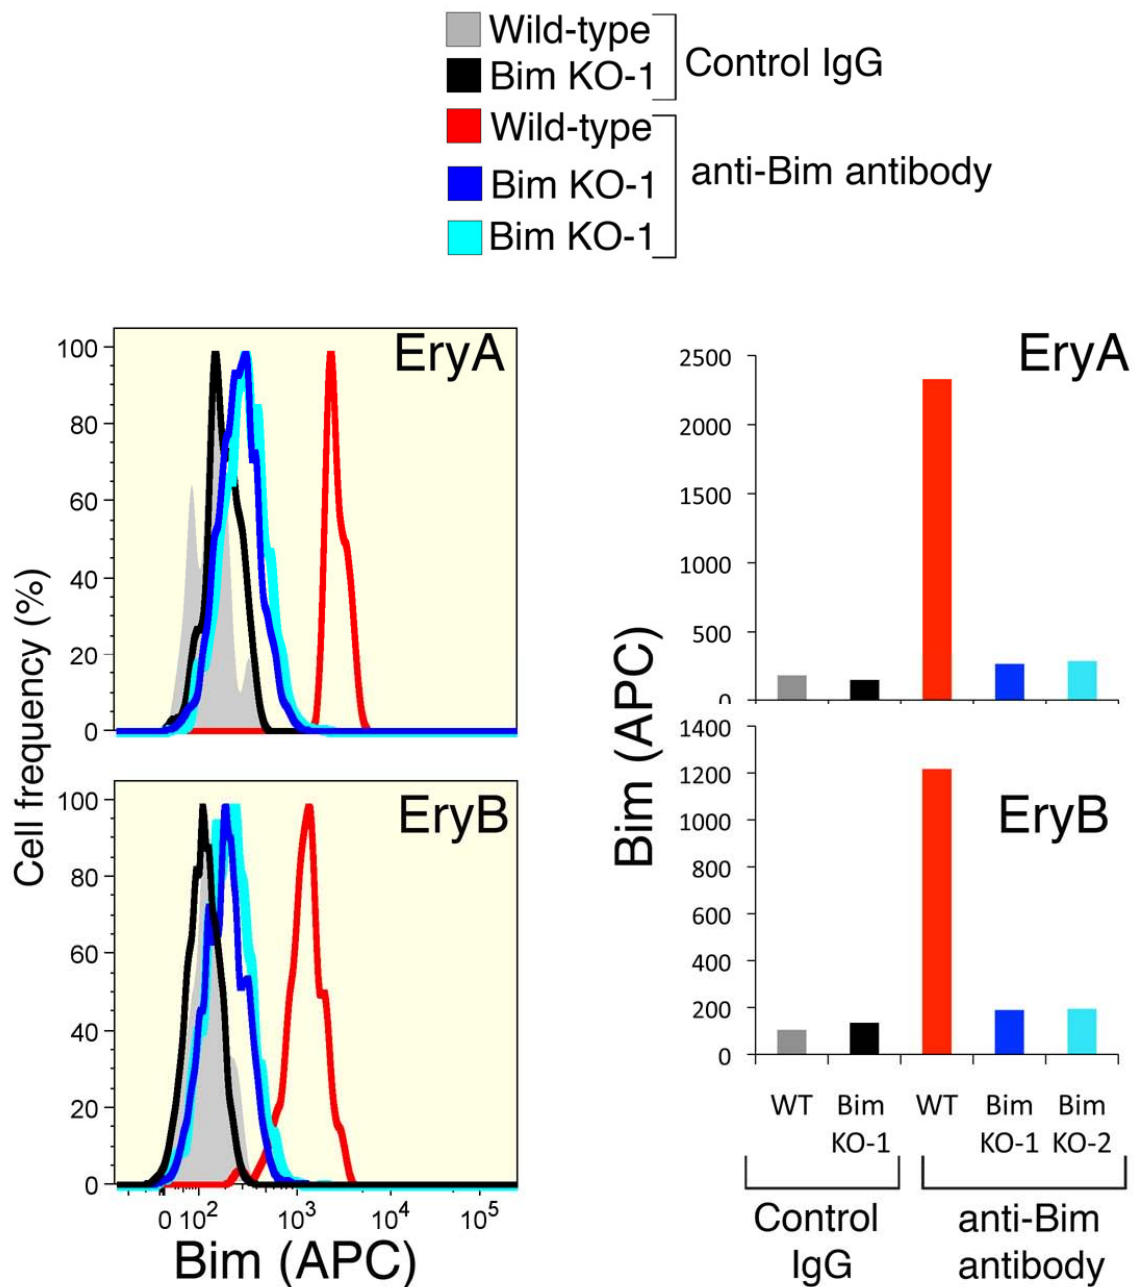 Wild-type
Bim KO-1
Control IgG
Wild-type
Bim KO-1
Bim KO-1
anti-Bim antibody
EryA
100
80
60
40
20
0
EryB
100
80
60
40
20
0
Cell frequency (%)
0 10² 10³ 10⁴ 10⁵
Bim (APC)
EryA
2500
2000
1500
1000
500
0
EryB
1400
1200
1000
800
600
400
200
0
Bim (APC)
WT Bim KO-1 WT Bim KO-1 Bim KO-2
Control IgG
anti-Bim antibody